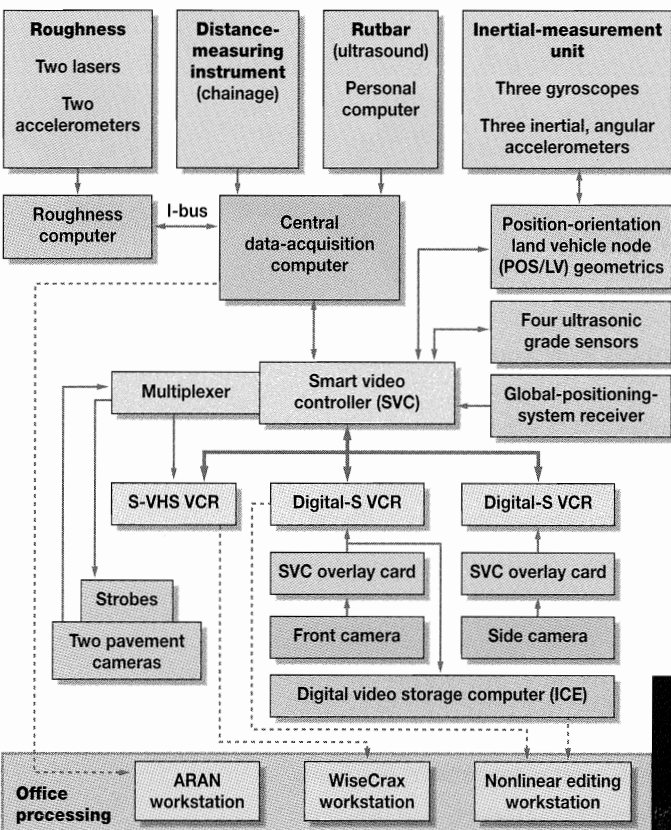 Roughness
Two lasers
Two
accelerometers
Distance-
measuring
instrument
(chainage)
Rutbar
(ultrasound)
Personal
computer
Inertial-measurement
unit
Three gyroscopes
Three inertial, angular
accelerometers
Roughness
computer
I-bus
Central
data-acquisition
computer
Position-orientation
land vehicle node
(POS/LV) geometrics
Four ultrasonic
grade sensors
Multiplexer
Smart video
controller (SVC)
Global-positioning-
system receiver
S-VHS VCR
Digital-S VCR
Digital-S VCR
SVC overlay card
SVC overlay card
Strobes
Two pavement
cameras
Front camera
Side camera
Digital video storage computer (ICE)
Office
processing
ARAN
workstation
WiseCrax
workstation
Nonlinear editing
workstation